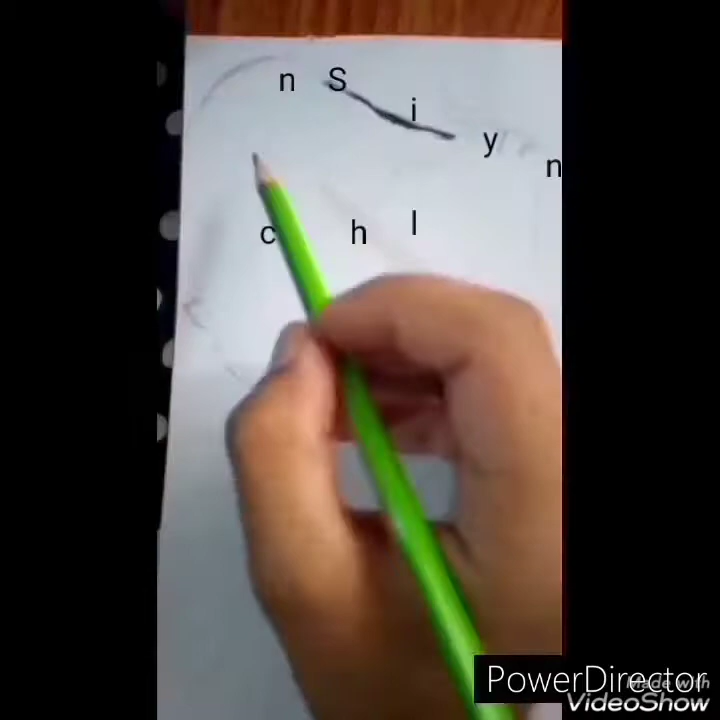 n S i y n
c h l
PowerDirector
Made with
VideoShow